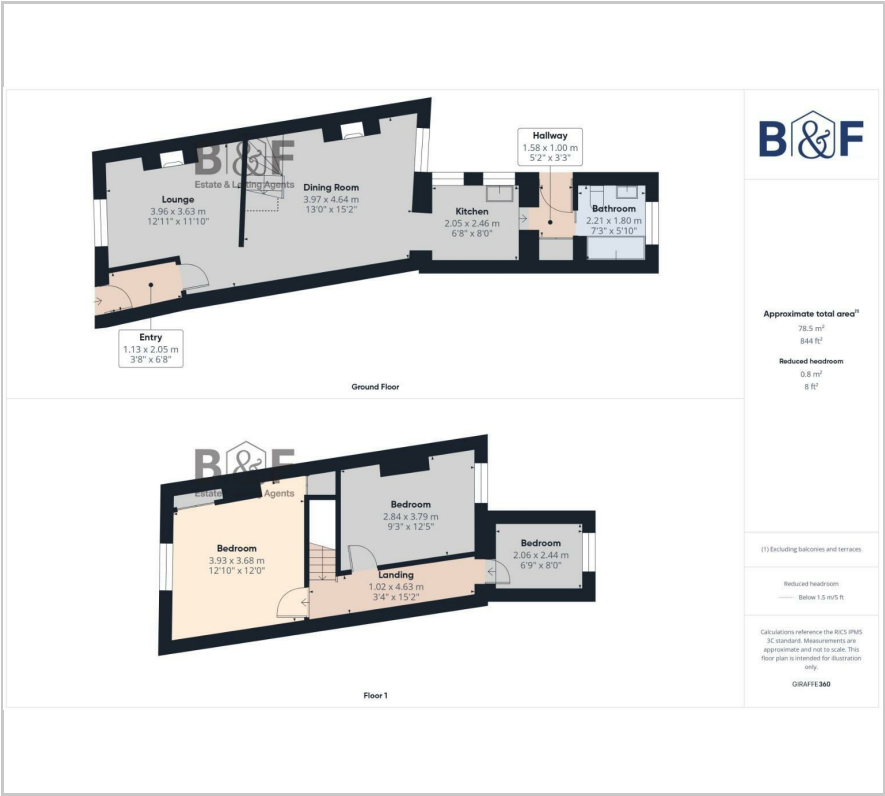 B&F
Estate & Letting Agents
Lounge
3.96 x 3.63 m
12'11" x 11'10"
Dining Room
3.97 x 4.64 m
13'0" x 15'2"
Hallway
1.58 x 1.00 m
5'2" x 3'3"
Kitchen
2.05 x 2.46 m
6'8" x 8'0"
Bathroom
2.21 x 1.80 m
7'3" x 5'10"
Entry
1.13 x 2.05 m
3'8" x 6'8"
Ground Floor
B&F
Estate Agents
Bedroom
3.93 x 3.68 m
12'10" x 12'0"
Bedroom
2.84 x 3.79 m
9'3" x 12'5"
Landing
1.02 x 4.63 m
3'4" x 15'2"
Bedroom
2.06 x 2.44 m
6'9" x 8'0"
Floor 1
B&F
Approximate total area(1)
78.5 m²
844 ft²
Reduced headroom
0.8 m²
8 ft²
(1) Excluding balconies and terraces
Reduced headroom
Below 1.5 m/5 ft
Calculations reference the RICS IPMS
3C standard. Measurements are
approximate and not to scale. This
floor plan is intended for illustration
only.
GIRAFFE360